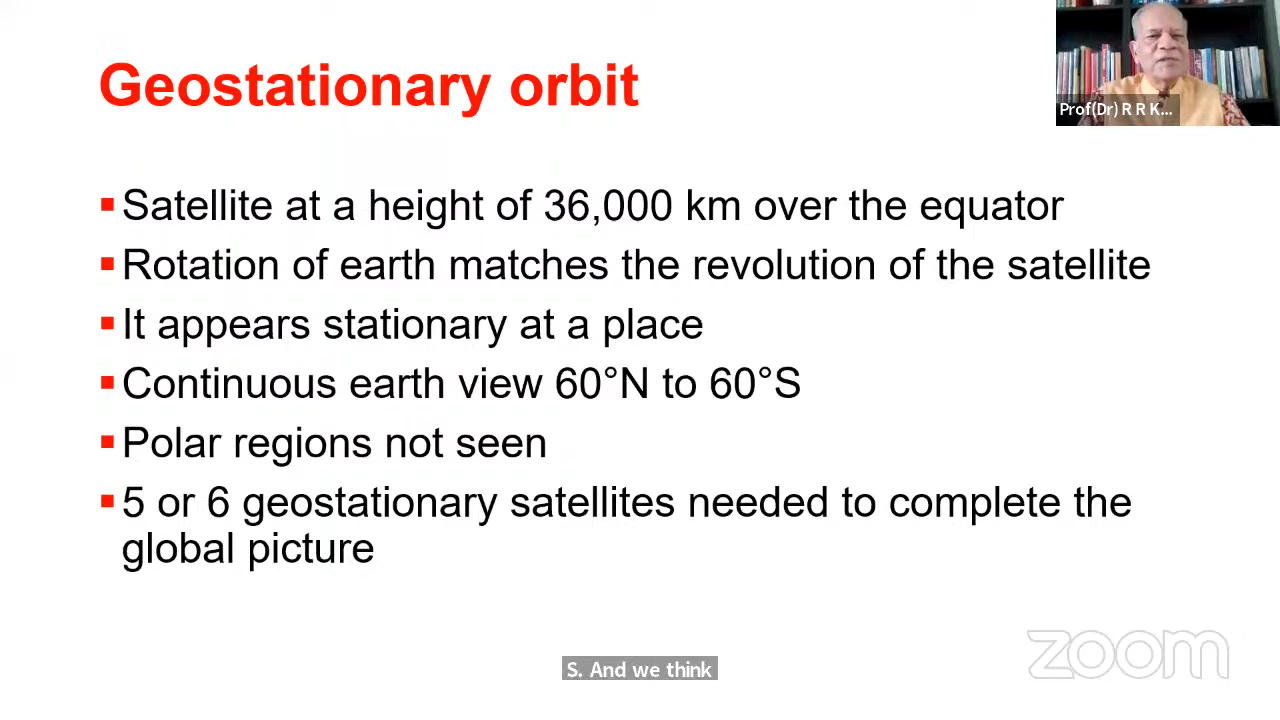 Geostationary orbit
Prof(Dr) R R K...
▪Satellite at a height of 36,000 km over the equator
▪Rotation of earth matches the revolution of the satellite
▪It appears stationary at a place
▪Continuous earth view 60°N to 60°S
▪Polar regions not seen
▪5 or 6 geostationary satellites needed to complete the
global picture
zoom
S. And we think